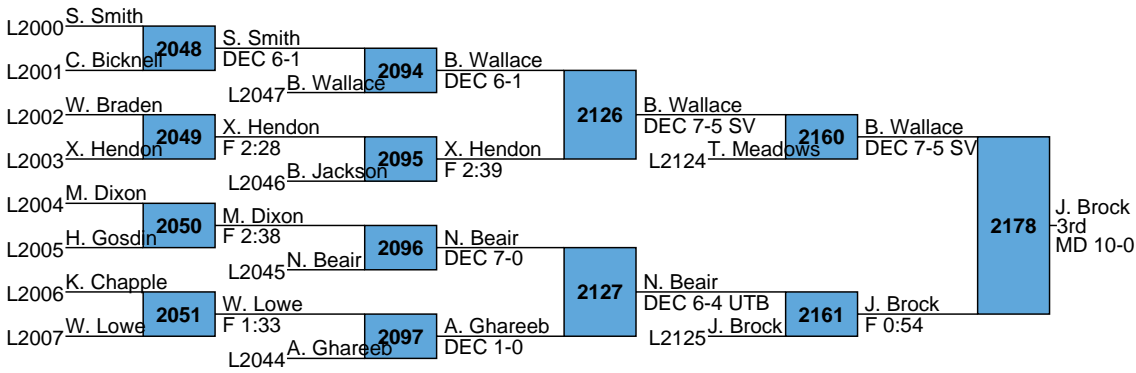 L2000 S. Smith
2048
L2001 C. Bicknell
S. Smith
DEC 6-1
2094
L2047 B. Wallace
B. Wallace
DEC 6-1
L2002 W. Braden
2049
L2003 X. Hendon
X. Hendon
F 2:28
2095
L2046 B. Jackson
X. Hendon
F 2:39
2126
B. Wallace
DEC 7-5 SV
2160
L2124 T. Meadows
B. Wallace
DEC 7-5 SV
L2004 M. Dixon
2050
L2005 H. Gosdin
M. Dixon
F 2:38
2096
L2045 N. Beair
N. Beair
DEC 7-0
L2006 K. Chapple
2051
L2007 W. Lowe
W. Lowe
F 1:33
2097
L2044 A. Ghareeb
A. Ghareeb
DEC 1-0
2127
N. Beair
DEC 6-4 UTB
2161
L2125 J. Brock
J. Brock
F 0:54
2178
J. Brock
3rd
MD 10-0